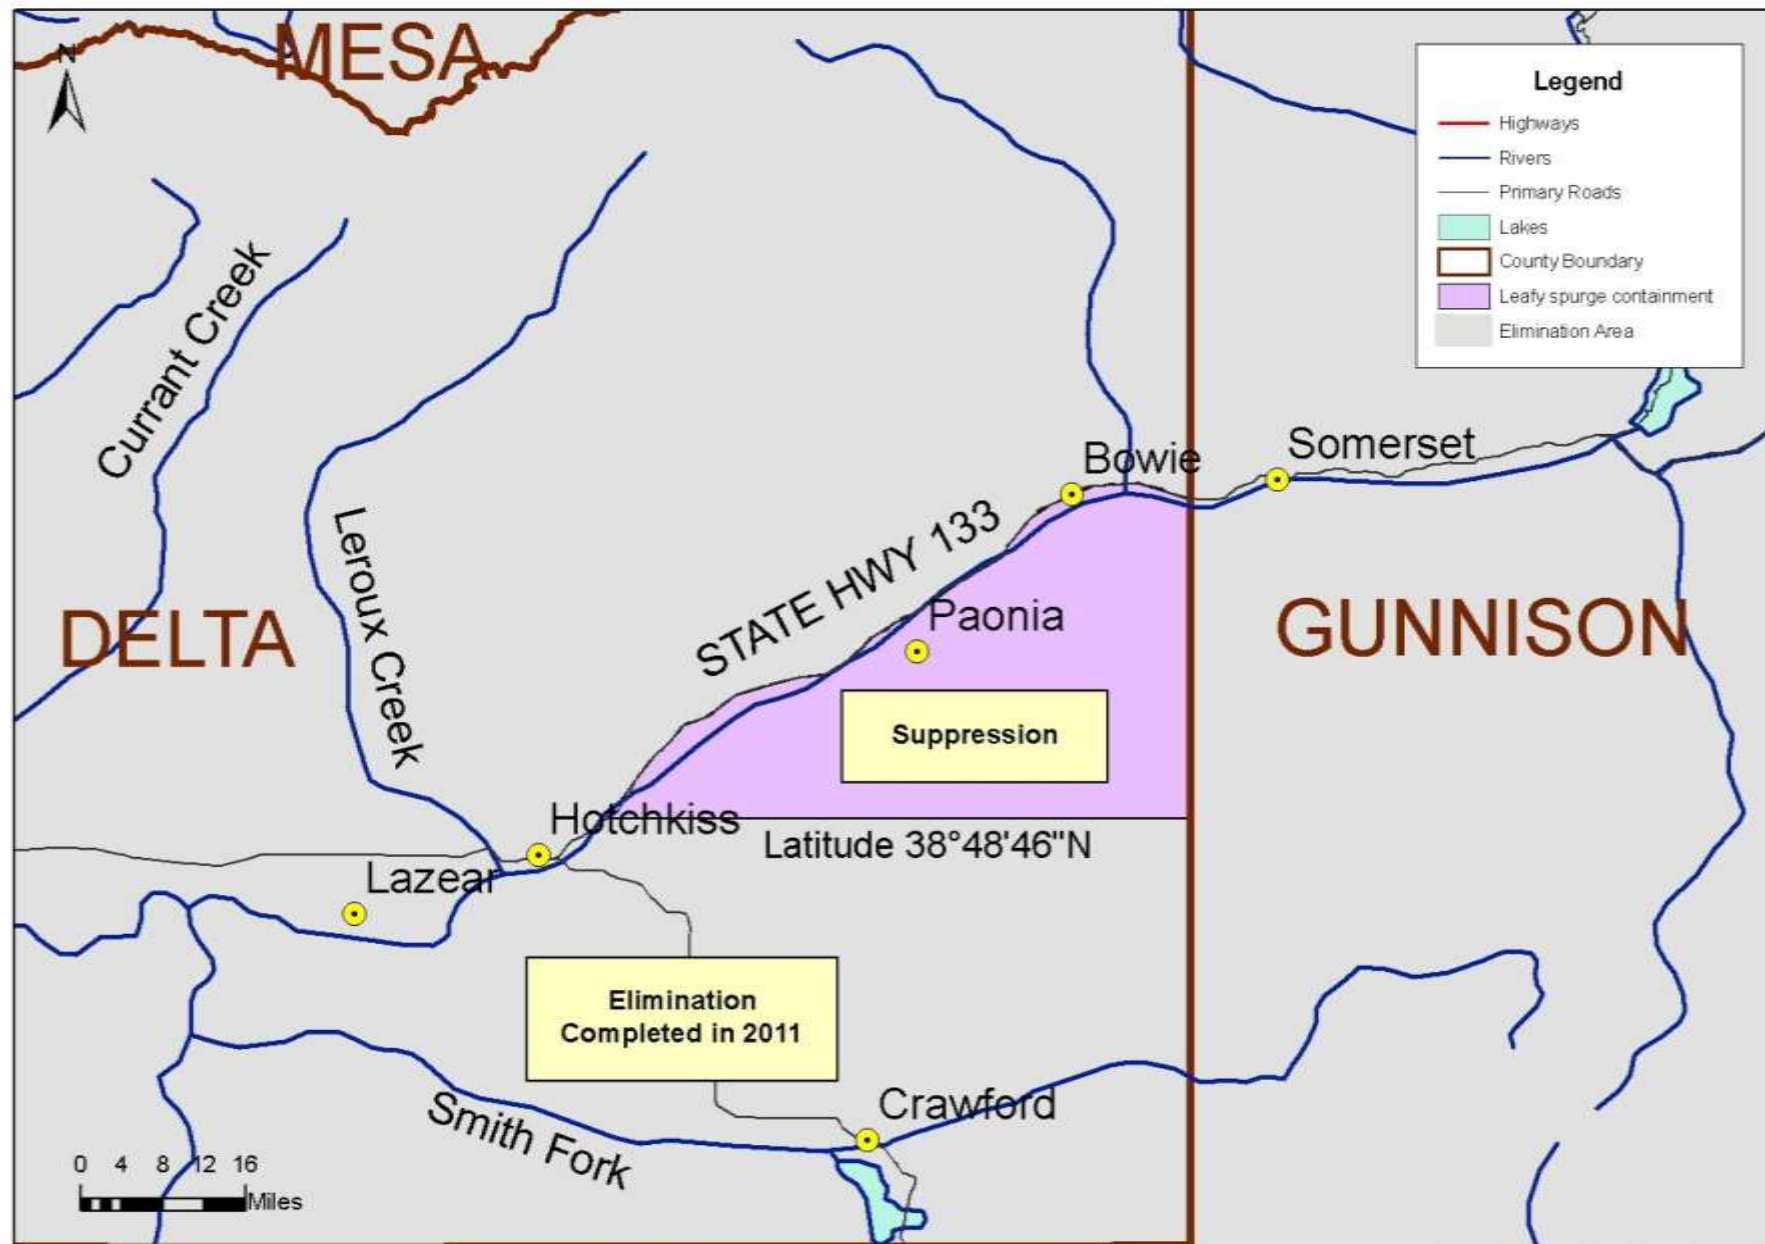 MESA
N
Legend
Highways
Rivers
Primary Roads
Lakes
County Boundary
Leafy spurge containment
Elimination Area
Currant Creek
Bowie
Somerset
Leroux Creek
STATE HWY 133
DELTA
Paonia
GUNNISON
Suppression
Hotchkiss
Latitude 38°48'46"N
Lazear
Elimination
Completed in 2011
Crawford
Smith Fork
0 4 8 12 16
Miles